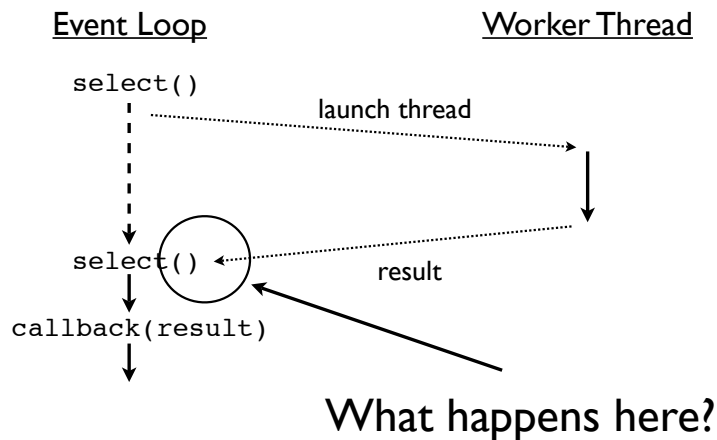 Event Loop
Worker Thread
select()
launch thread
select()
result
callback(result)
What happens here?